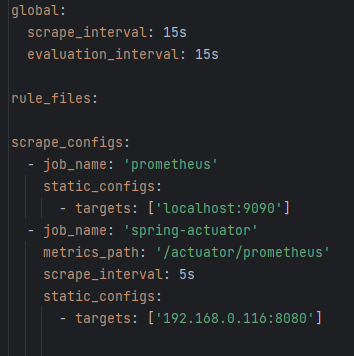 global:
  scrape_interval: 15s
  evaluation_interval: 15s

rule_files:

scrape_configs:
  - job_name: 'prometheus'
    static_configs:
      - targets: ['localhost:9090']
  - job_name: 'spring-actuator'
    metrics_path: '/actuator/prometheus'
    scrape_interval: 5s
    static_configs:
      - targets: ['192.168.0.116:8080']